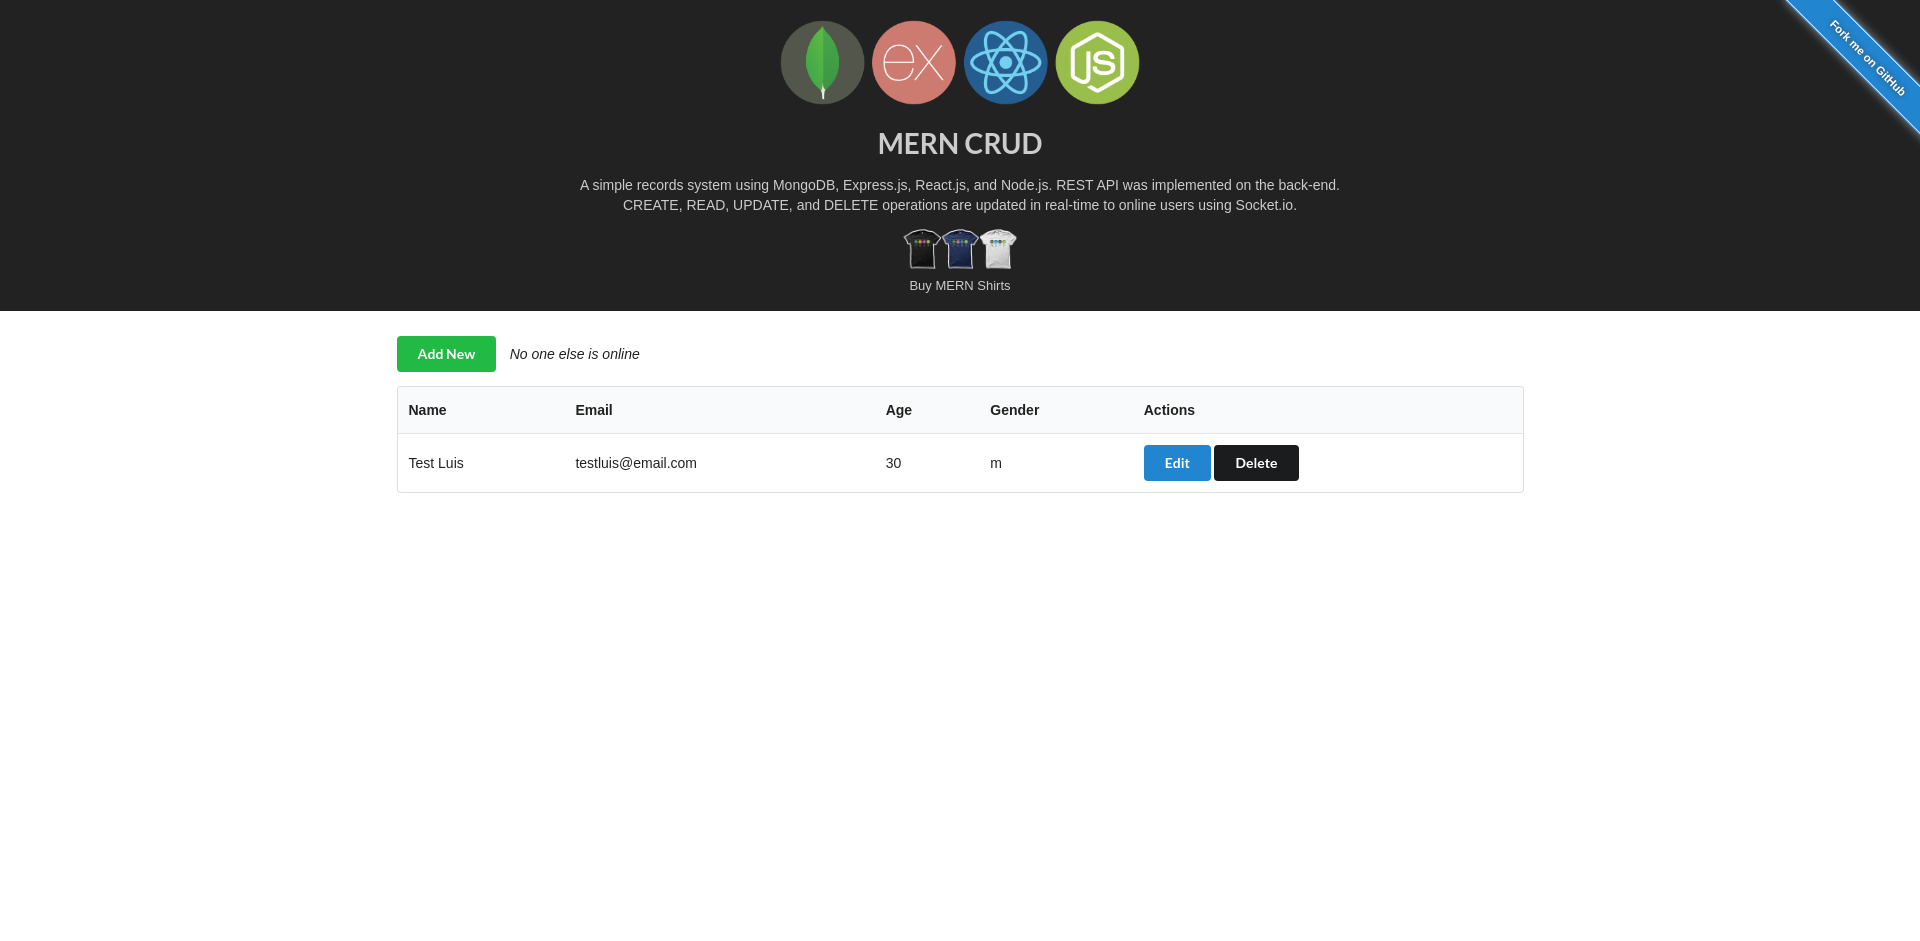 Fork me on GitHub
ex
JS
MERN CRUD
A simple records system using MongoDB, Express.js, React.js, and Node.js. REST API was implemented on the back-end.
CREATE, READ, UPDATE, and DELETE operations are updated in real-time to online users using Socket.io.
Buy MERN Shirts
Add New No one else is online
Name Email Age Gender Actions
Test Luis testluis@email.com 30 m Edit Delete